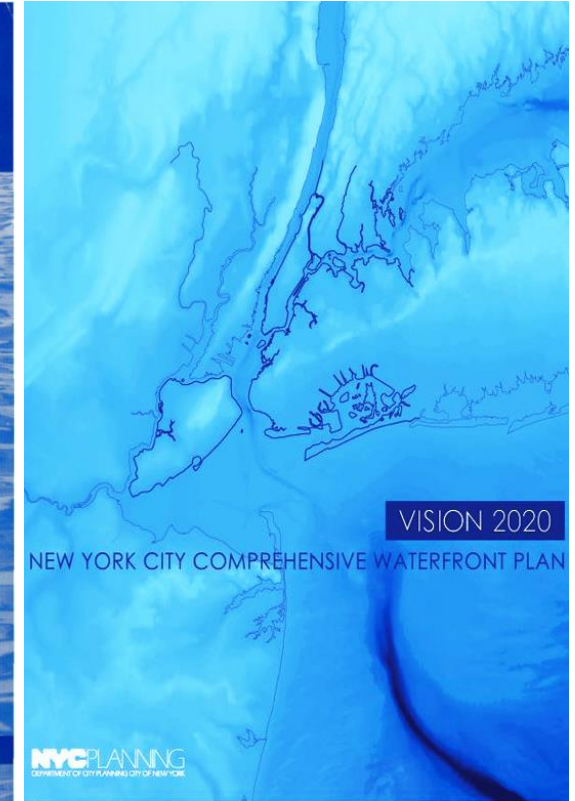 VISION 2020
NEW YORK CITY COMPREHENSIVE WATERFRONT PLAN
NYCPLANNING
DEPARTMENT OF CITY PLANNING CITY OF NEW YORK